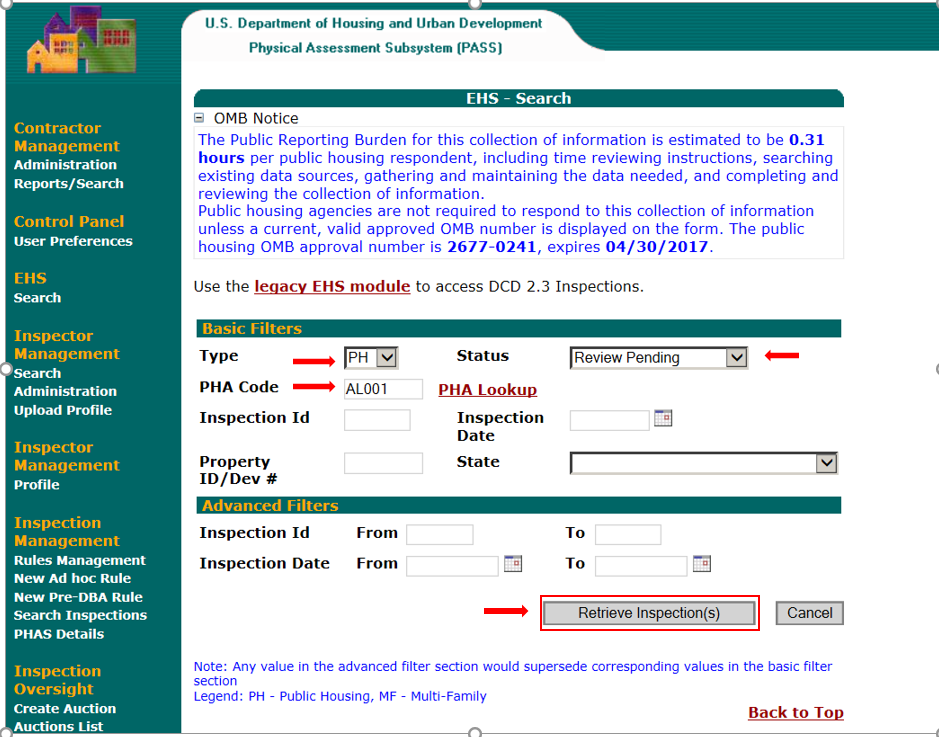 U.S. Department of Housing and Urban Development
Physical Assessment Subsystem (PASS)
Contractor
Management
Administration
Reports/Search
Control Panel
User Preferences
EHS
Search
Inspector
Management
Search
Administration
Upload Profile
Inspector
Management
Profile
Inspection
Management
Rules Management
New Ad hoc Rule
New Pre-DBA Rule
Search Inspections
PHAS Details
Inspection
Oversight
Create Auction
Auctions List
EHS - Search
OMB Notice
The Public Reporting Burden for this collection of information is estimated to be 0.31
hours per public housing respondent, including time reviewing instructions, searching
existing data sources, gathering and maintaining the data needed, and completing and
reviewing the collection of information.
Public housing agencies are not required to respond to this collection of information
unless a current, valid approved OMB number is displayed on the form. The public
housing OMB approval number is 2677-0241, expires 04/30/2017.
Use the legacy EHS module to access DCD 2.3 Inspections.
Basic Filters
Type PH Status Review Pending
PHA Code AL001 PHA Lookup
Inspection Id Inspection
Date
Property State
ID/Dev #
Advanced Filters
Inspection Id From To
Inspection Date From To
Retrieve Inspection(s) Cancel
Note: Any value in the advanced filter section would supersede corresponding values in the basic filter
section
Legend: PH - Public Housing, MF - Multi-Family
Back to Top